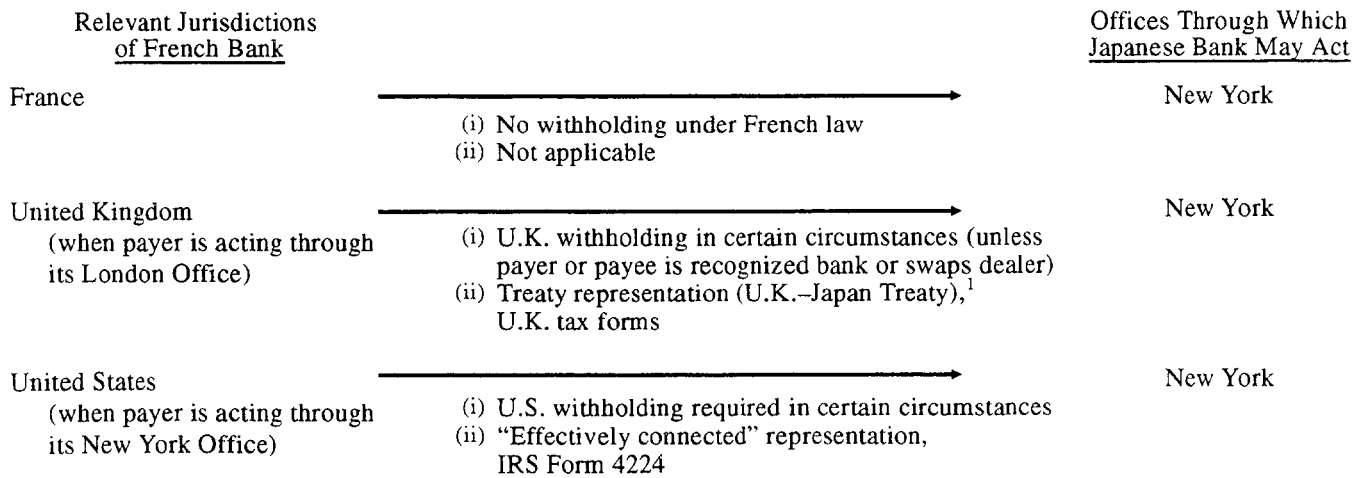 Relevant Jurisdictions
of French Bank
Offices Through Which
Japanese Bank May Act
France
New York
(i) No withholding under French law
(ii) Not applicable
United Kingdom
(when payer is acting through
its London Office)
New York
(i) U.K. withholding in certain circumstances (unless
payer or payee is recognized bank or swaps dealer)
(ii) Treaty representation (U.K.–Japan Treaty),1
U.K. tax forms
United States
(when payer is acting through
its New York Office)
New York
(i) U.S. withholding required in certain circumstances
(ii) “Effectively connected” representation,
IRS Form 4224